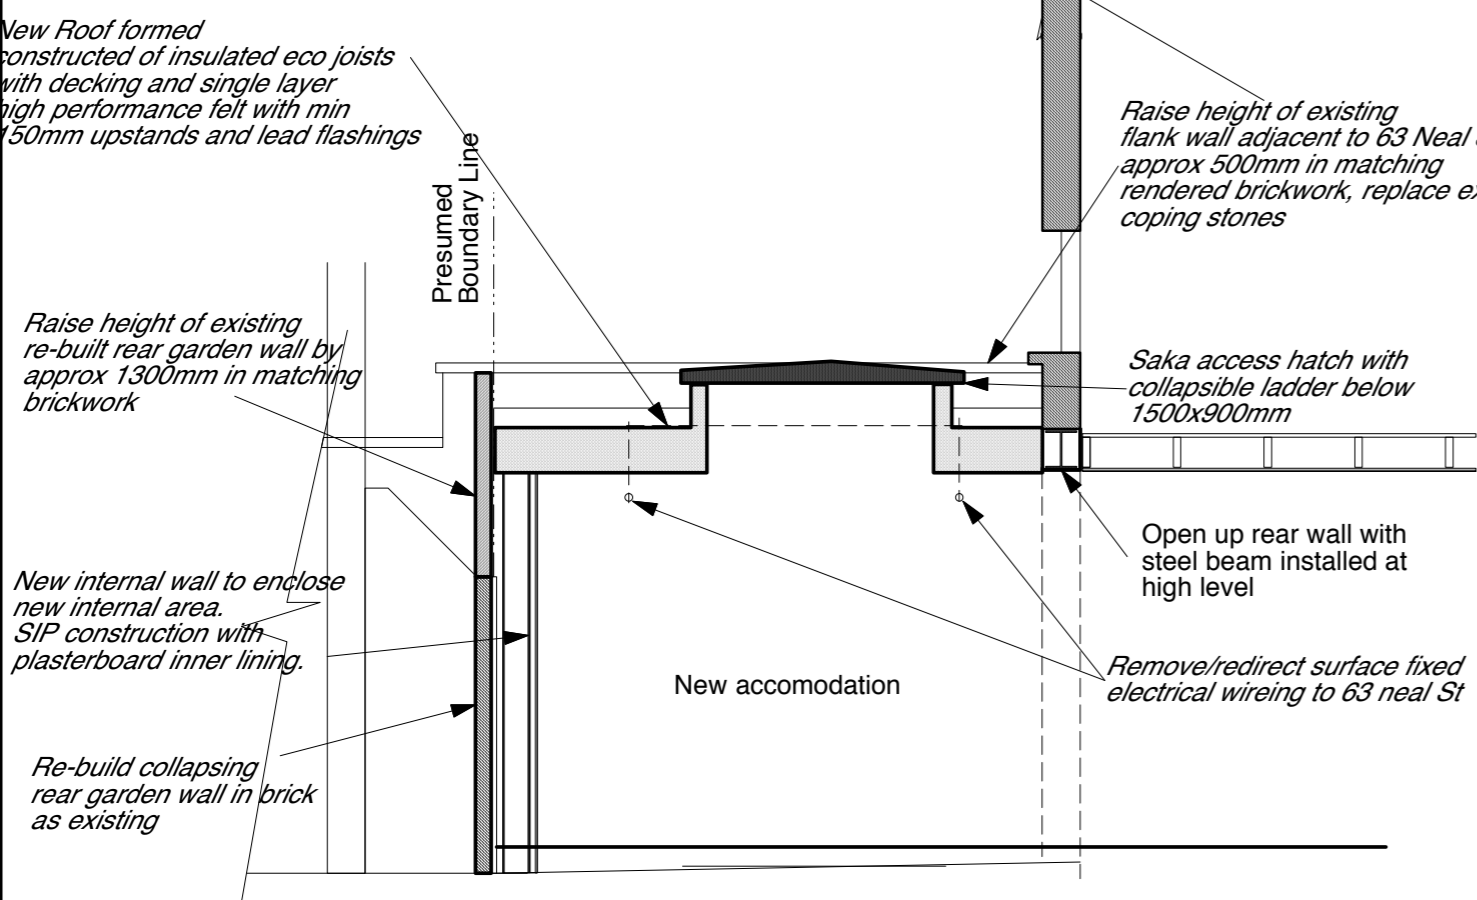 New Roof formed
constructed of insulated eco joists
with decking and single layer
high performance felt with min
150mm upstands and lead flashings
Presumed
Boundary Line
Raise height of existing
flank wall adjacent to 63 Neal
approx 500mm in matching
rendered brickwork, replace
coping stones
Raise height of existing
re-built rear garden wall by
approx 1300mm in matching
brickwork
Saka access hatch with
collapsible ladder below
1500x900mm
Open up rear wall with
steel beam installed at
high level
New internal wall to enclose
new internal area.
SIP construction with
plasterboard inner lining.
New accomodation
Remove/redirect surface fixed
electrical wireing to 63 neal St
Re-build collapsing
rear garden wall in brick
as existing